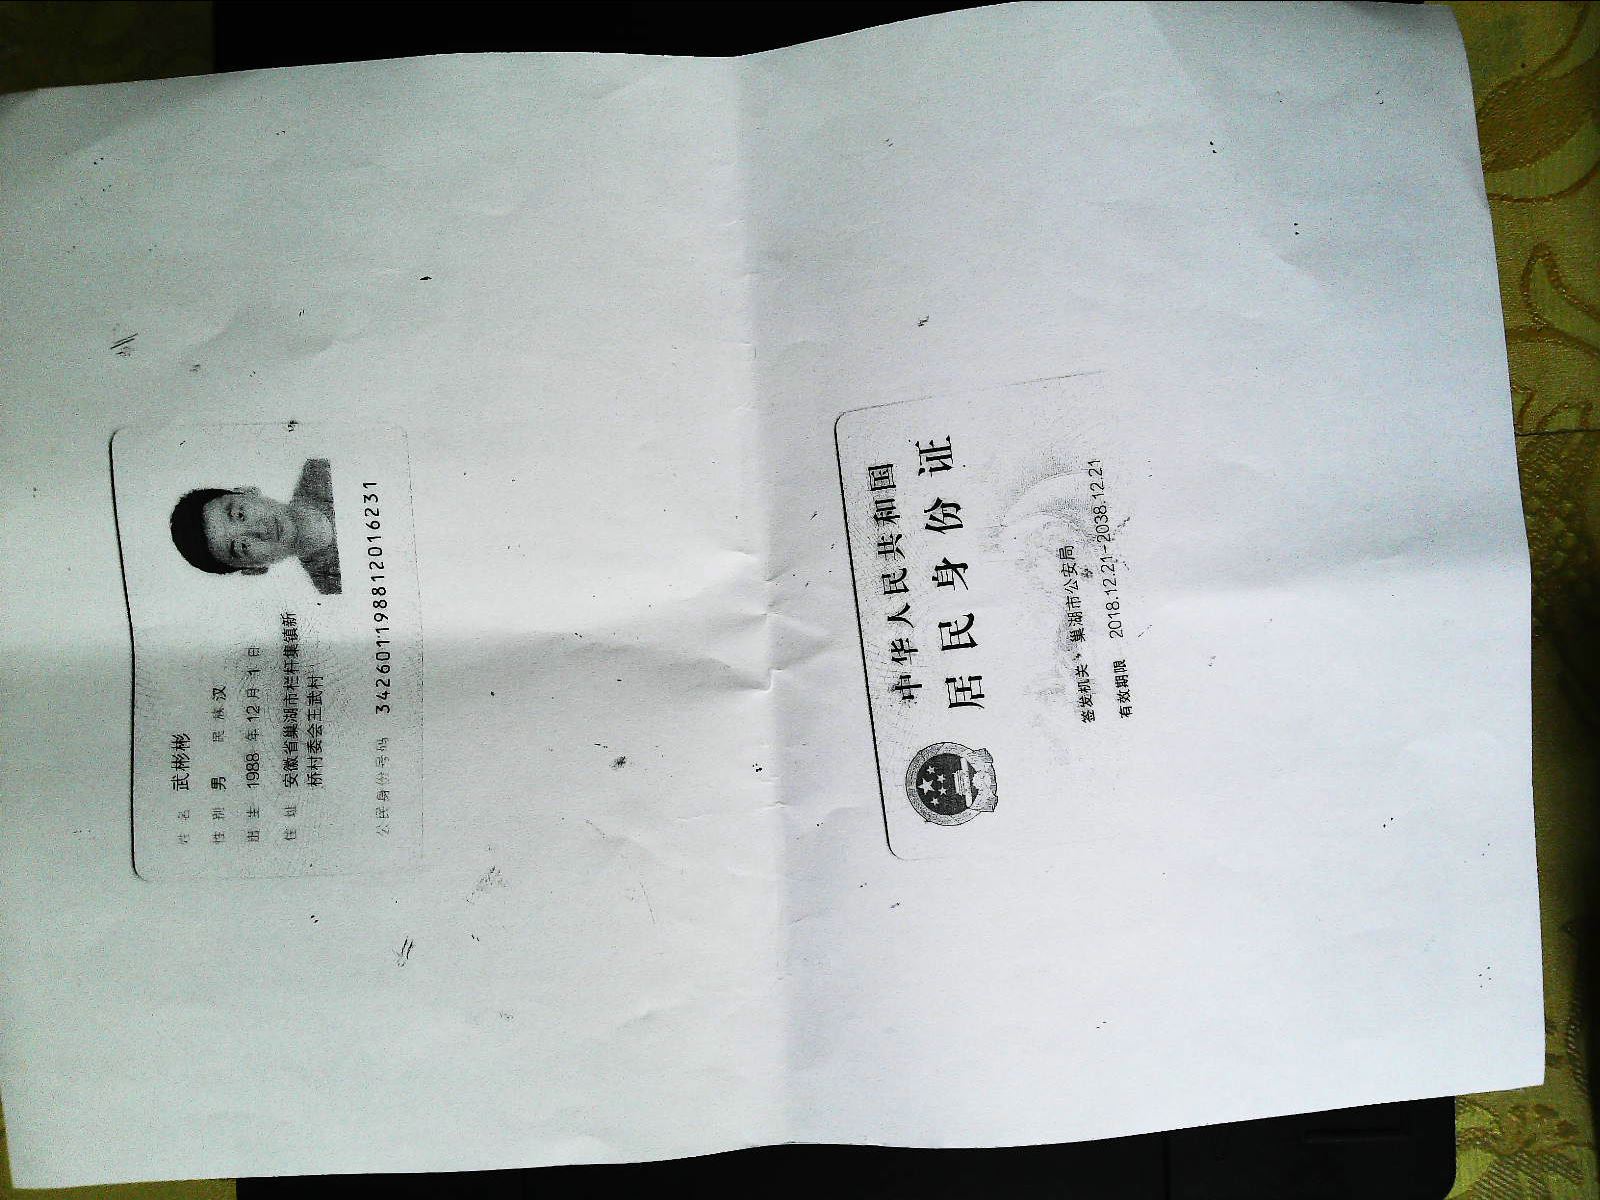 姓名 武彬彬
性别 男 民族 汉
出生 1988 年 12 月 1 日
住址 安徽省巢湖市栏杆集镇新
桥村委会王武村
公民身份号码 342601198812016231
中华人民共和国
居民身份证
签发机关 巢湖市公安局
有效期限 2018.12.21-2038.12.21